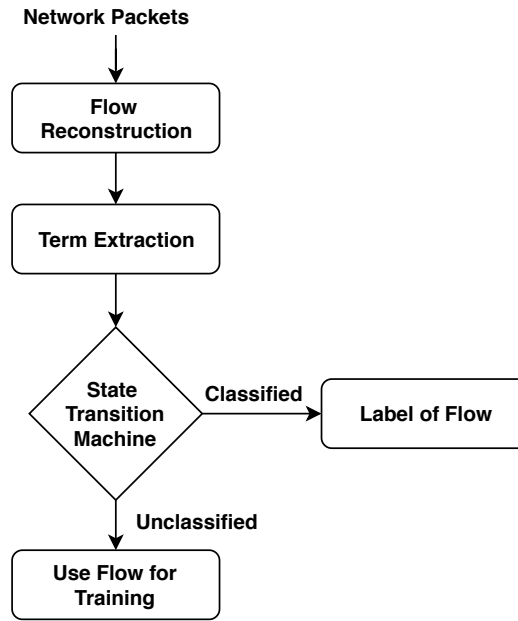 Network Packets
Flow
Reconstruction
Term Extraction
State
Transition
Machine
Classified
Label of Flow
Unclassified
Use Flow for
Training